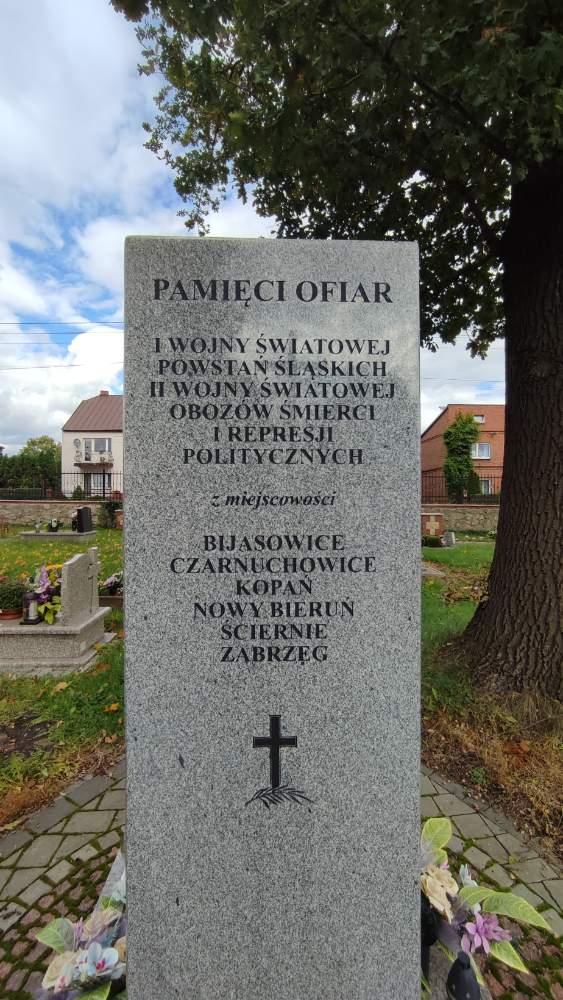 PAMIĘCI OFIAR
I WOJNY ŚWIATOWEJ
POWSTAŃ ŚLĄSKICH
II WOJNY ŚWIATOWEJ
OBOZÓW ŚMIERCI
I REPRESJI
POLITYCZNYCH
z miejscowości
BIJASOWICE
CZARNUCHOWICE
KOPAŃ
NOWY BIERUŃ
ŚCIERNIE
ZABRZEG